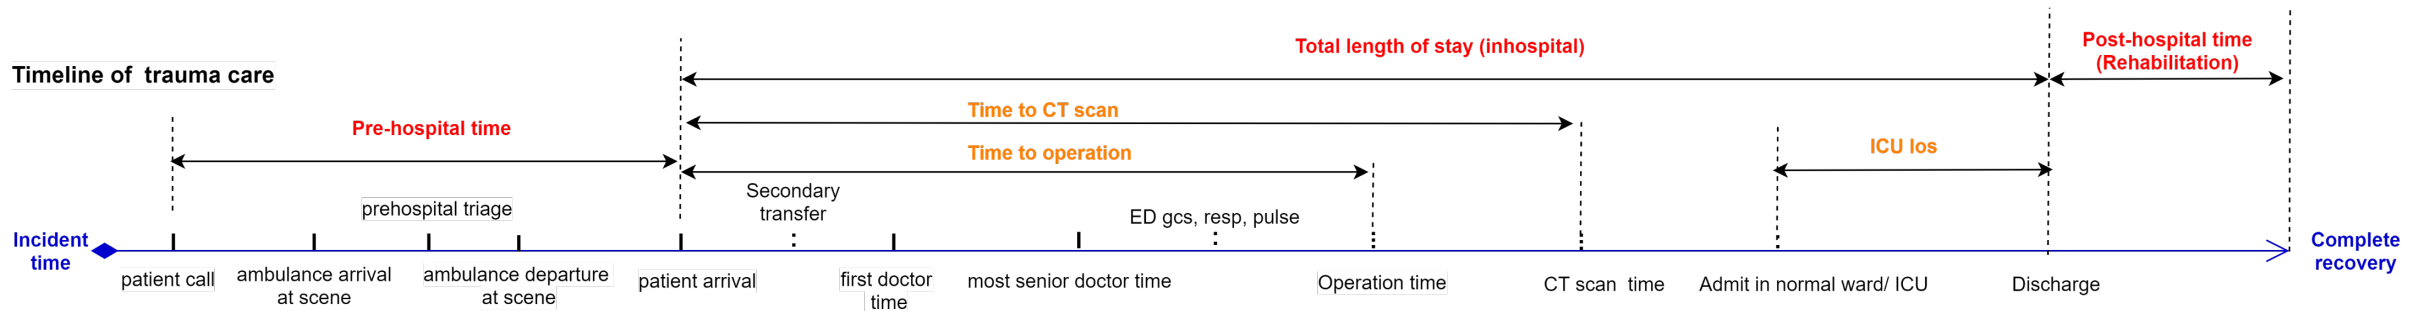 Timeline of trauma care
Total length of stay (inhospital)
Post-hospital time
(Rehabilitation)
Time to CT scan
Pre-hospital time
Time to operation
ICU los
Secondary
transfer
prehospital triage
ED gcs, resp, pulse
Incident
time
patient call
ambulance arrival
at scene
ambulance departure
at scene
patient arrival
first doctor
time
most senior doctor time
Operation time
CT scan time
Admit in normal ward/ ICU
Discharge
Complete
recovery